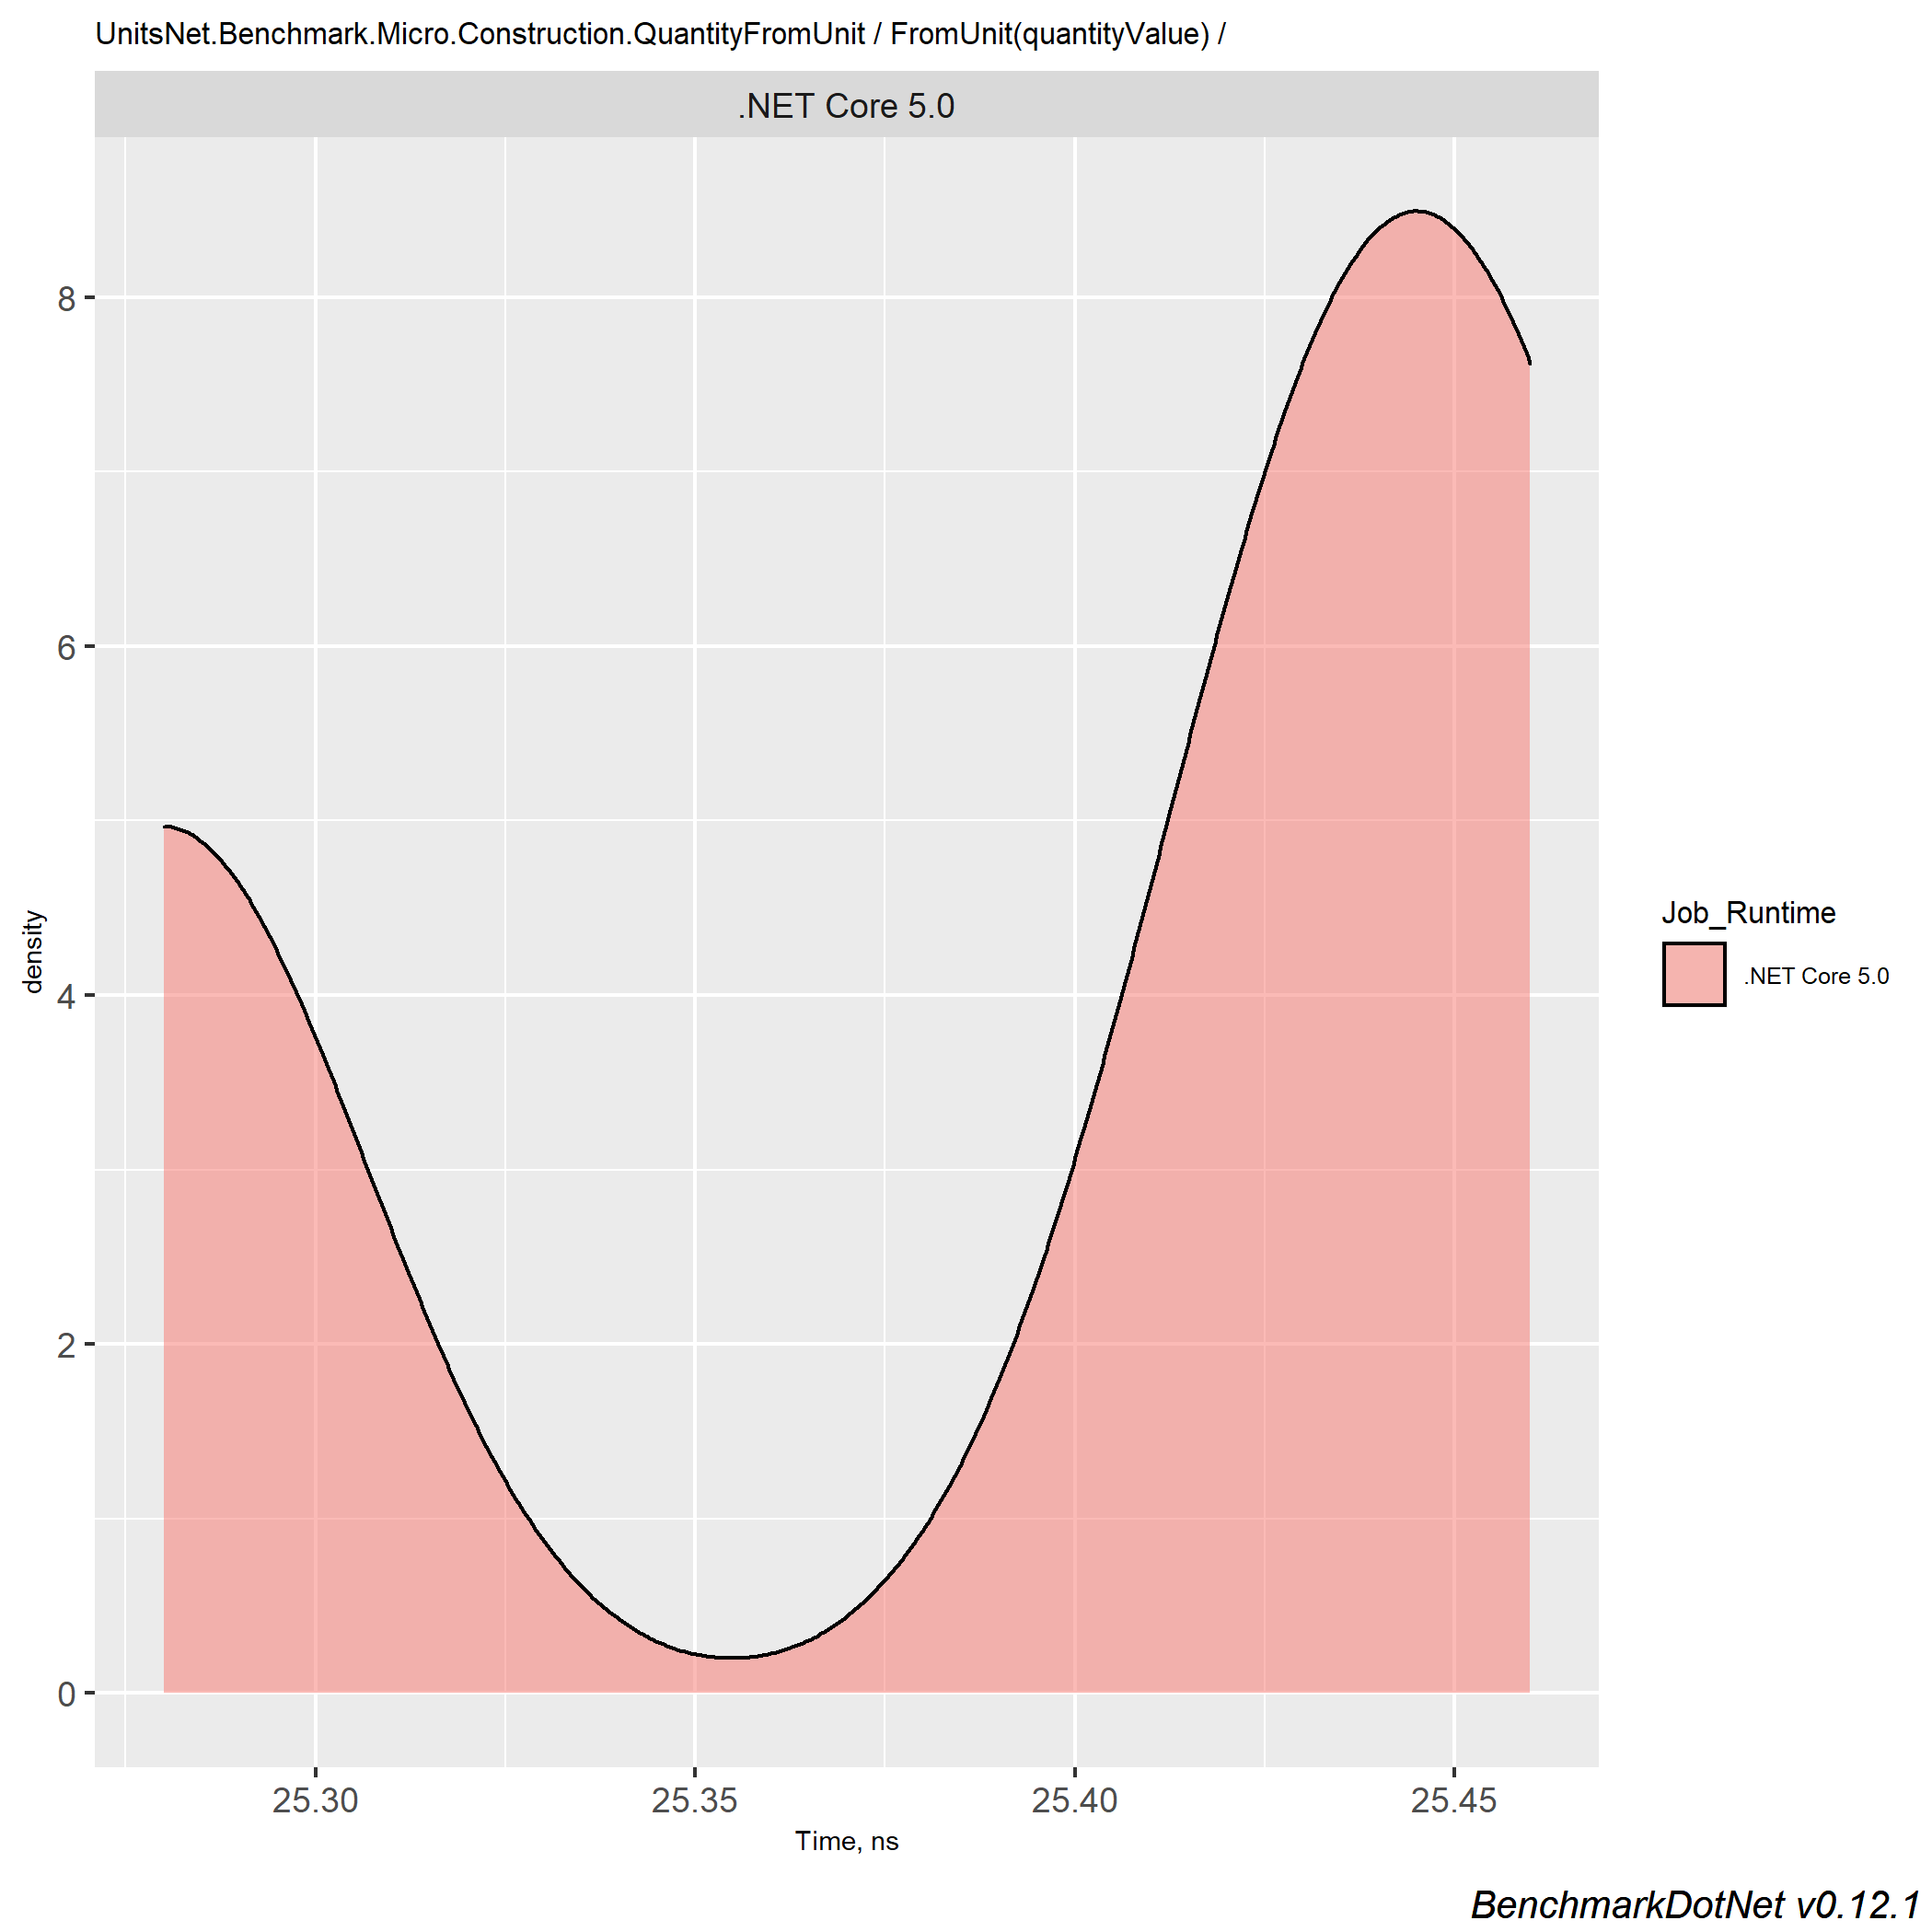 UnitsNet.Benchmark.Micro.Construction.QuantityFromUnit / FromUnit(quantityValue) /
.NET Core 5.0
8
6
4
2
0
density
25.30 25.35 25.40 25.45
Time, ns
Job_Runtime
.NET Core 5.0
BenchmarkDotNet v0.12.1